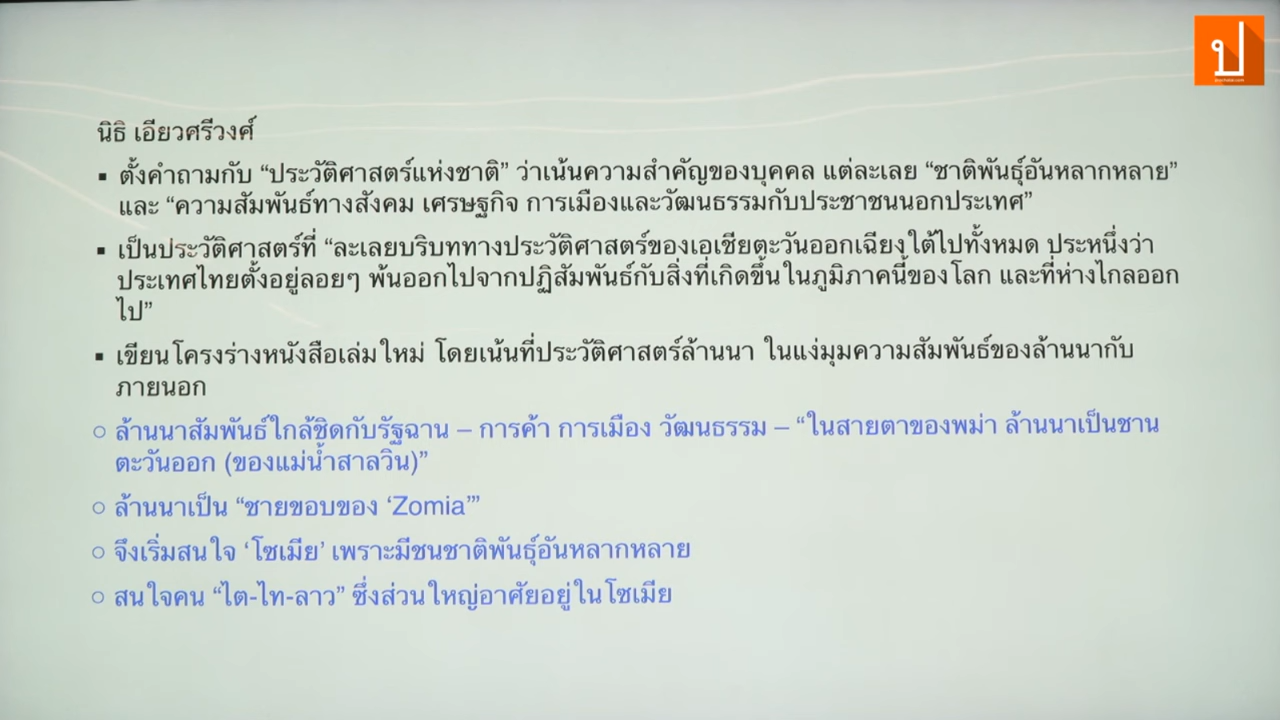 ป
นิธิ เอียวศรีวงศ์
▪ ตั้งคำถามกับ “ประวัติศาสตร์แห่งชาติ” ว่าเน้นความสำคัญของบุคคล แต่ละเลย “ชาติพันธุ์อันหลากหลาย”
และ “ความสัมพันธ์ทางสังคม เศรษฐกิจ การเมืองและวัฒนธรรมกับประชาชนนอกประเทศ”
▪ เป็นประวัติศาสตร์ที่ “ละเลยบริบททางประวัติศาสตร์ของเอเชียตะวันออกเฉียงใต้ไปทั้งหมด ประหนึ่งว่า
ประเทศไทยตั้งอยู่ลอยๆ พ้นออกไปจากปฏิสัมพันธ์กับสิ่งที่เกิดขึ้นในภูมิภาคนี้ของโลก และที่ห่างไกลออก
ไป”
▪ เขียนโครงร่างหนังสือเล่มใหม่ โดยเน้นที่ประวัติศาสตร์ล้านนา ในแง่มุมความสัมพันธ์ของล้านนากับ
ภายนอก
○ ล้านนาสัมพันธ์ใกล้ชิดกับรัฐฉาน – การค้า การเมือง วัฒนธรรม – “ในสายตาของพม่า ล้านนาเป็นชาน
ตะวันออก (ของแม่น้ำสาลวิน)”
○ ล้านนาเป็น “ชายขอบของ ‘Zomia’”
○ จึงเริ่มสนใจ ‘โซเมีย’ เพราะมีชนชาติพันธุ์อันหลากหลาย
○ สนใจคน “ไต-ไท-ลาว” ซึ่งส่วนใหญ่อาศัยอยู่ในโซเมีย